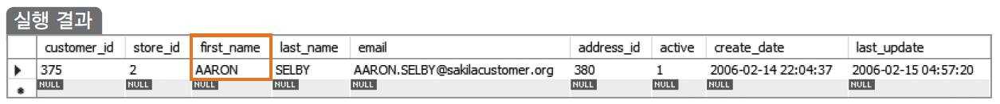 실행 결과
customer_id store_id first_name last_name email address_id active create_date last_update
375 2 AARON SELBY AARON.SELBY@sakilacustomer.org 380 1 2006-02-14 22:04:37 2006-02-15 04:57:20
NULL NULL NULL NULL NULL NULL NULL NULL NULL